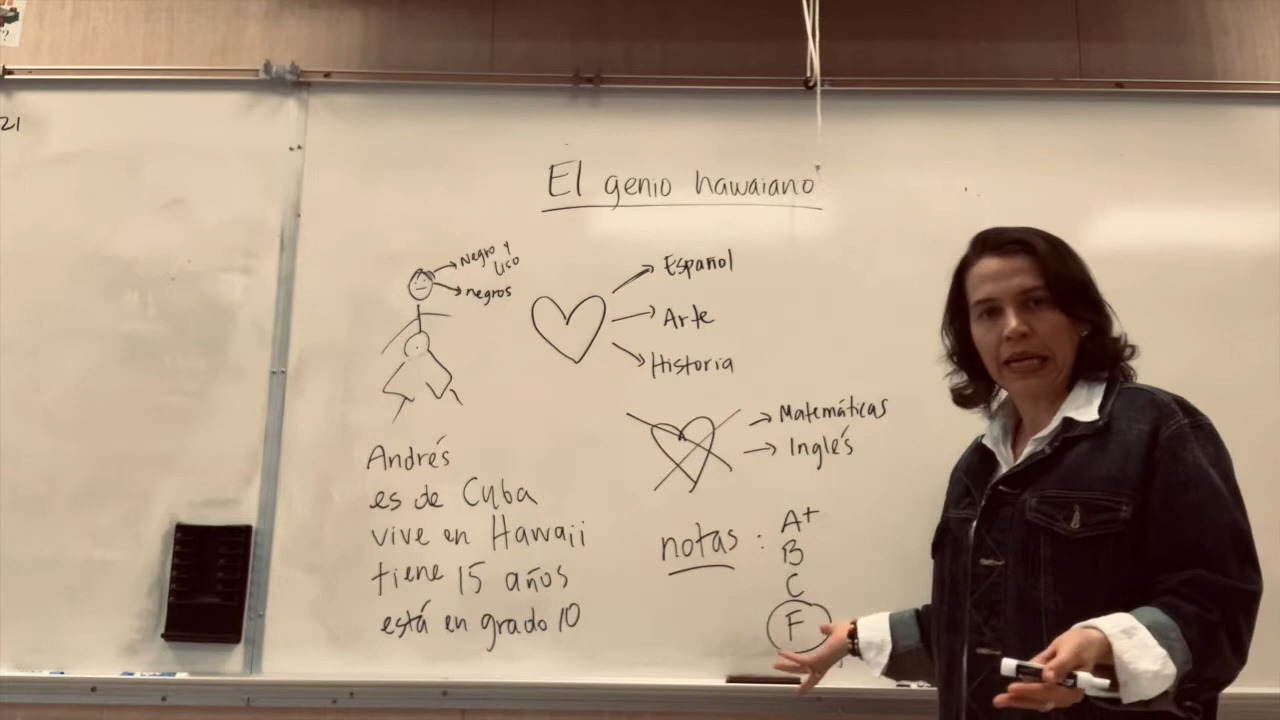 21
El genio hawaiano
Negro y
liso
negros
Español
Arte
Historia
Matemáticas
Inglés
Andrés
es de Cuba
vive en Hawaii
tiene 15 años
está en grado 10
notas : A+
B
C
F